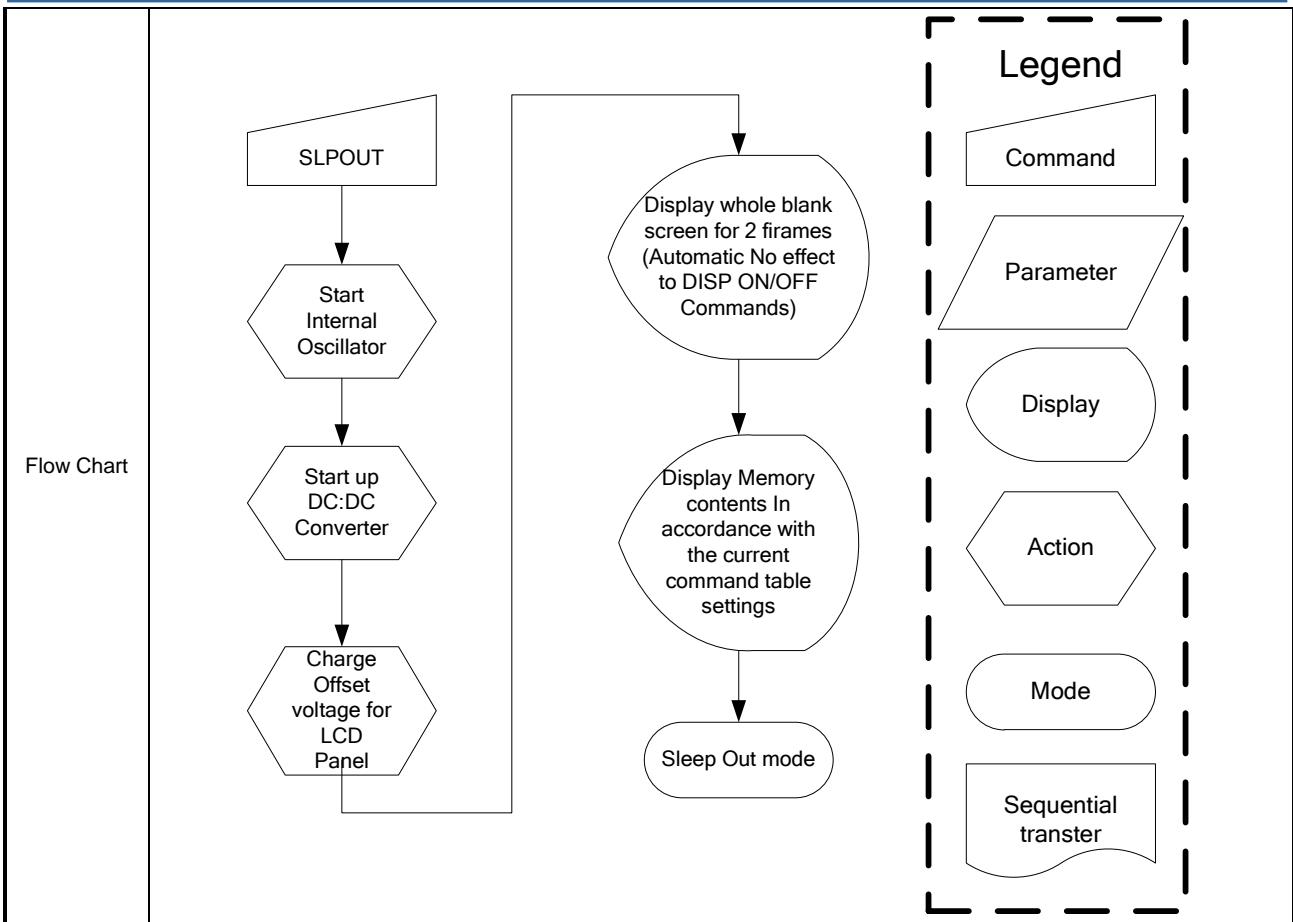 Flow Chart
SLPOUT
Start
Internal
Oscillator
Start up
DC:DC
Converter
Charge
Offset
voltage for
LCD
Panel
Display whole blank
screen for 2 firames
(Automatic No effect
to DISP ON/OFF
Commands)
Display Memory
contents In
accordance with
the current
command table
settings
Sleep Out mode
Legend
Command
Parameter
Display
Action
Mode
Sequential
transter